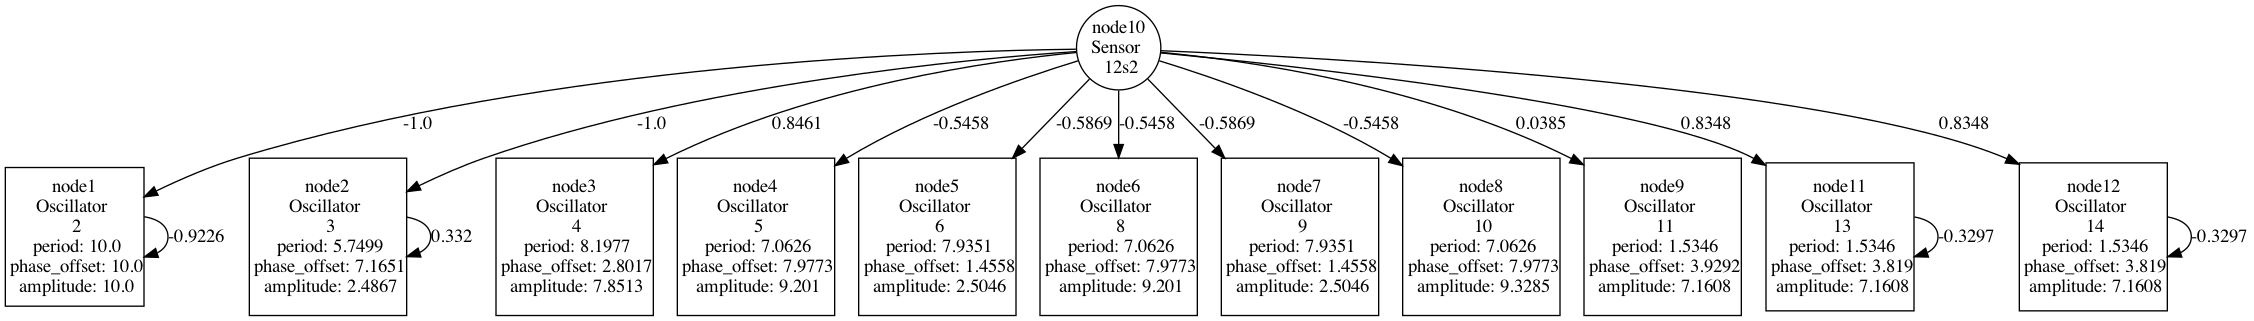 node10
Sensor
12s2
-1.0
-1.0
0.8461
-0.5458
-0.5869
-0.5458
-0.5869
-0.5458
0.0385
0.8348
0.8348
node1
Oscillator
2
period: 10.0
phase_offset: 10.0
amplitude: 10.0
-0.9226
node2
Oscillator
3
period: 5.7499
phase_offset: 7.1651
amplitude: 2.4867
0.332
node3
Oscillator
4
period: 8.1977
phase_offset: 2.8017
amplitude: 7.8513
node4
Oscillator
5
period: 7.0626
phase_offset: 7.9773
amplitude: 9.201
node5
Oscillator
6
period: 7.9351
phase_offset: 1.4558
amplitude: 2.5046
node6
Oscillator
8
period: 7.0626
phase_offset: 7.9773
amplitude: 9.201
node7
Oscillator
9
period: 7.9351
phase_offset: 1.4558
amplitude: 2.5046
node8
Oscillator
10
period: 7.0626
phase_offset: 7.9773
amplitude: 9.3285
node9
Oscillator
11
period: 1.5346
phase_offset: 3.9292
amplitude: 7.1608
node11
Oscillator
13
period: 1.5346
phase_offset: 3.819
amplitude: 7.1608
-0.3297
node12
Oscillator
14
period: 1.5346
phase_offset: 3.819
amplitude: 7.1608
-0.3297